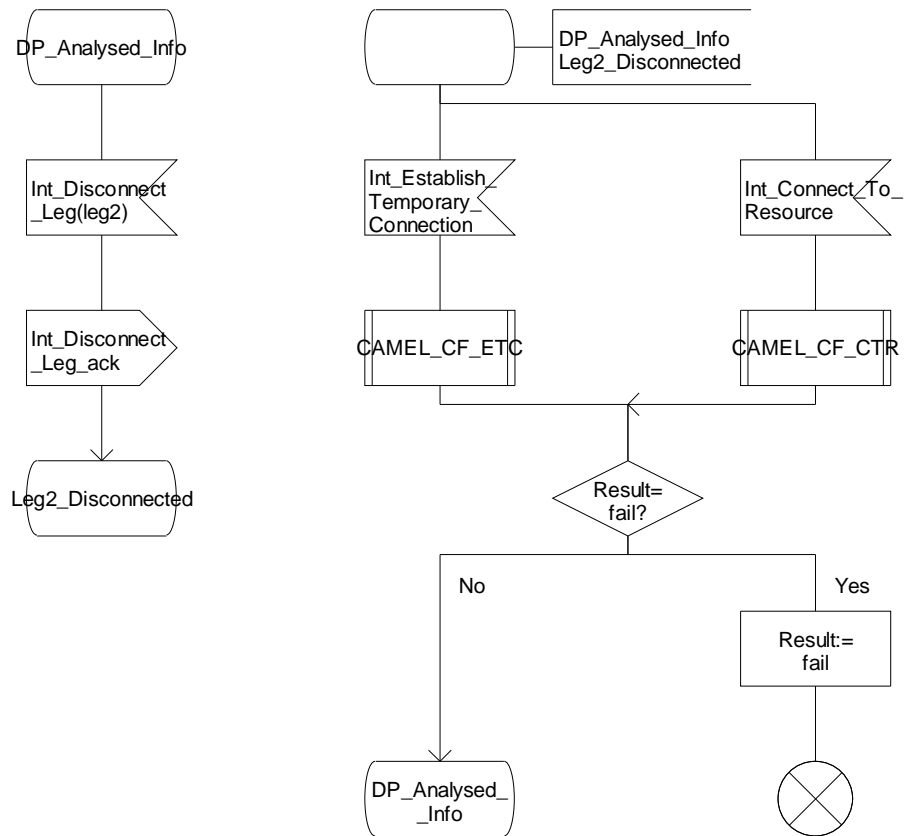 DP_Analysed_Info
Int_Disconnect
_Leg(leg2)
Int_Disconnect
_Leg_ack
Leg2_Disconnected
DP_Analysed_Info
Leg2_Disconnected
Int_Establish_
Temporary_
Connection
Int_Connect_To_
Resource
CAMEL_CF_ETC
CAMEL_CF_CTR
Result=
fail?
No
Yes
Result:=
fail
DP_Analysed_
_Info